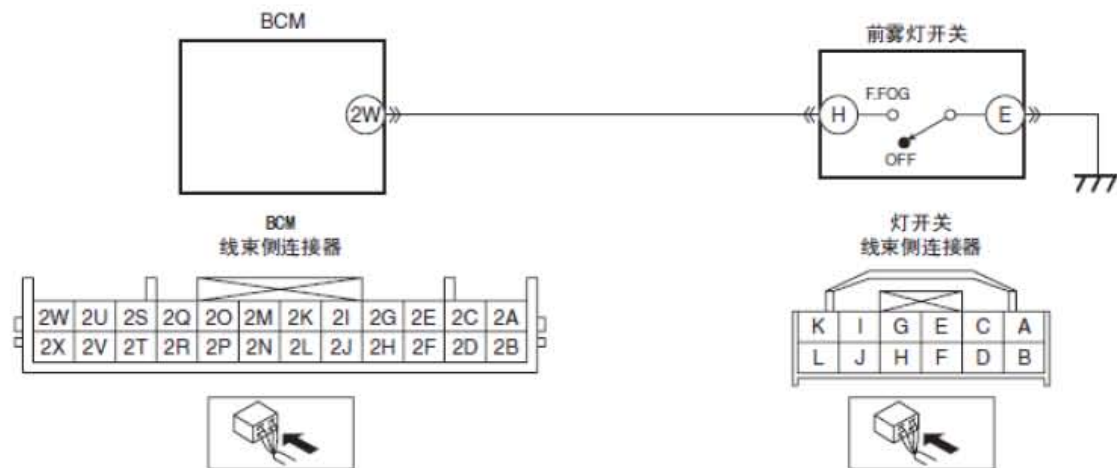 BCM
前雾灯开关
2W
H
F.FOG
OFF
E
BCM
线束侧连接器
灯开关
线束侧连接器
2W 2U 2S 2Q 2O 2M 2K 2I 2G 2E 2C 2A
2X 2V 2T 2R 2P 2N 2L 2J 2H 2F 2D 2B
K I G E C A
L J H F D B